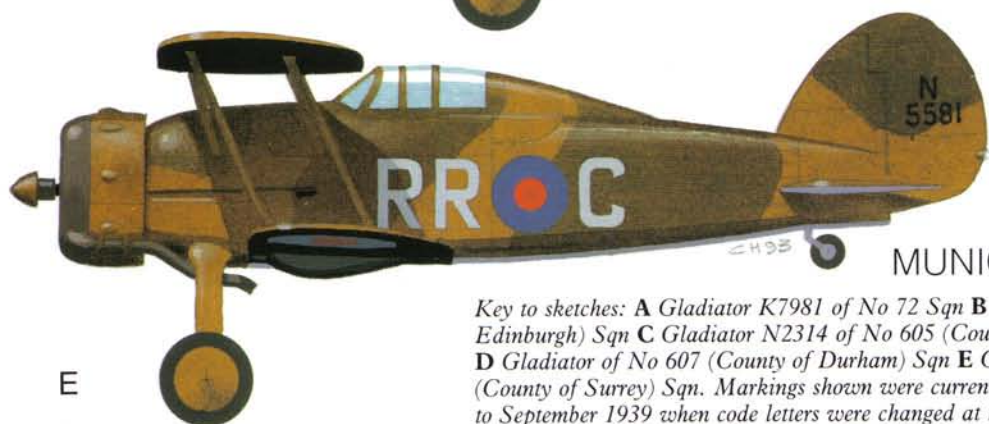 N
5581
RR C
CH93
MUNI
Key to sketches: A Gladiator K7981 of No 72 Sqn B
Edinburgh) Sqn C Gladiator N2314 of No 605 (Cou
D Gladiator of No 607 (County of Durham) Sqn E
(County of Surrey) Sqn. Markings shown were curren
to September 1939 when code letters were changed at
E